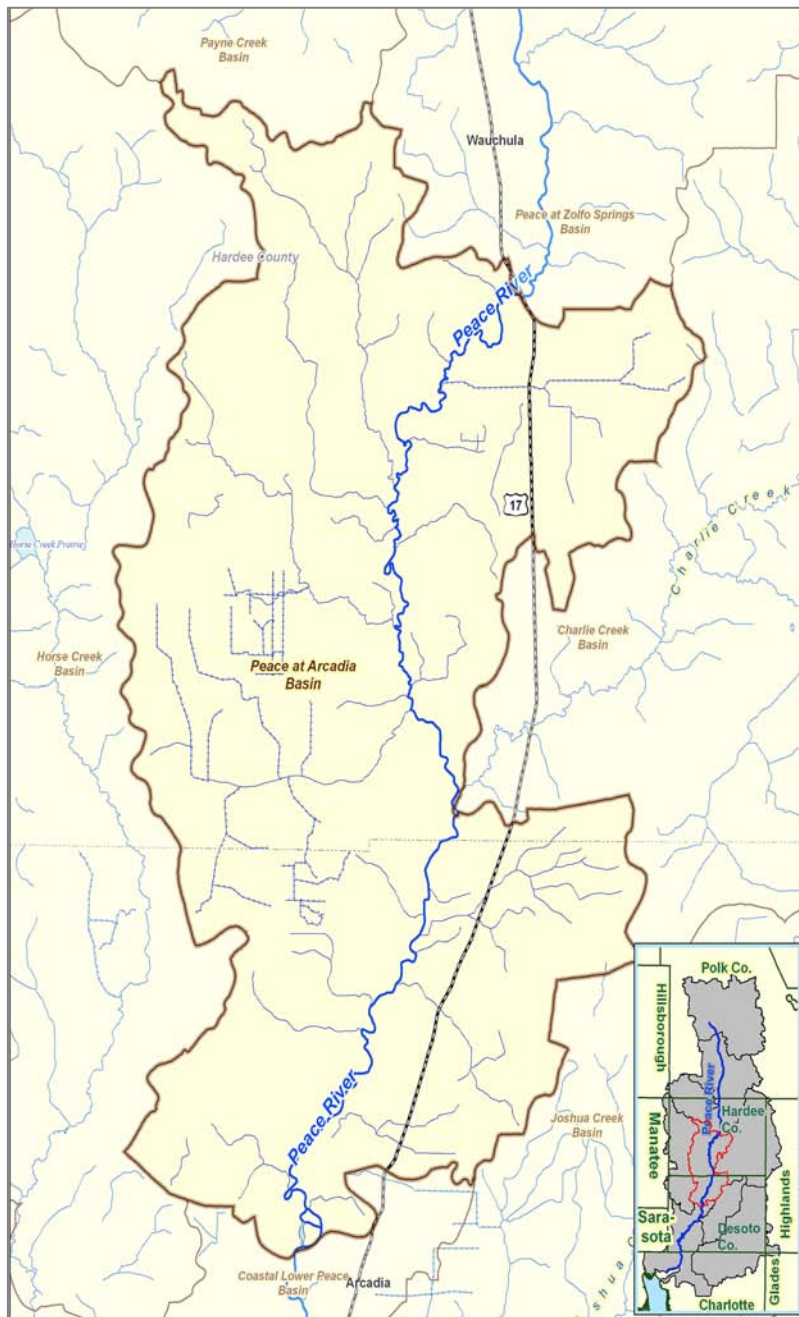 Payne Creek
Basin
Wauchula
Peace at Zolfo Springs
Basin
Hardee County
Peace River
17
Charlie Creek
Horse Creek Prairie
Charlie Creek
Basin
Horse Creek
Basin
Peace at Arcadia
Basin
Peace River
Joshua Creek
Basin
Coastal Lower Peace
Basin
Arcadia
shua C
Polk Co.
Hillsborough
Peace River
Hardee
Co.
Manatee
Highlands
Sara-
sota
Desoto
Co.
Glades
Charlotte